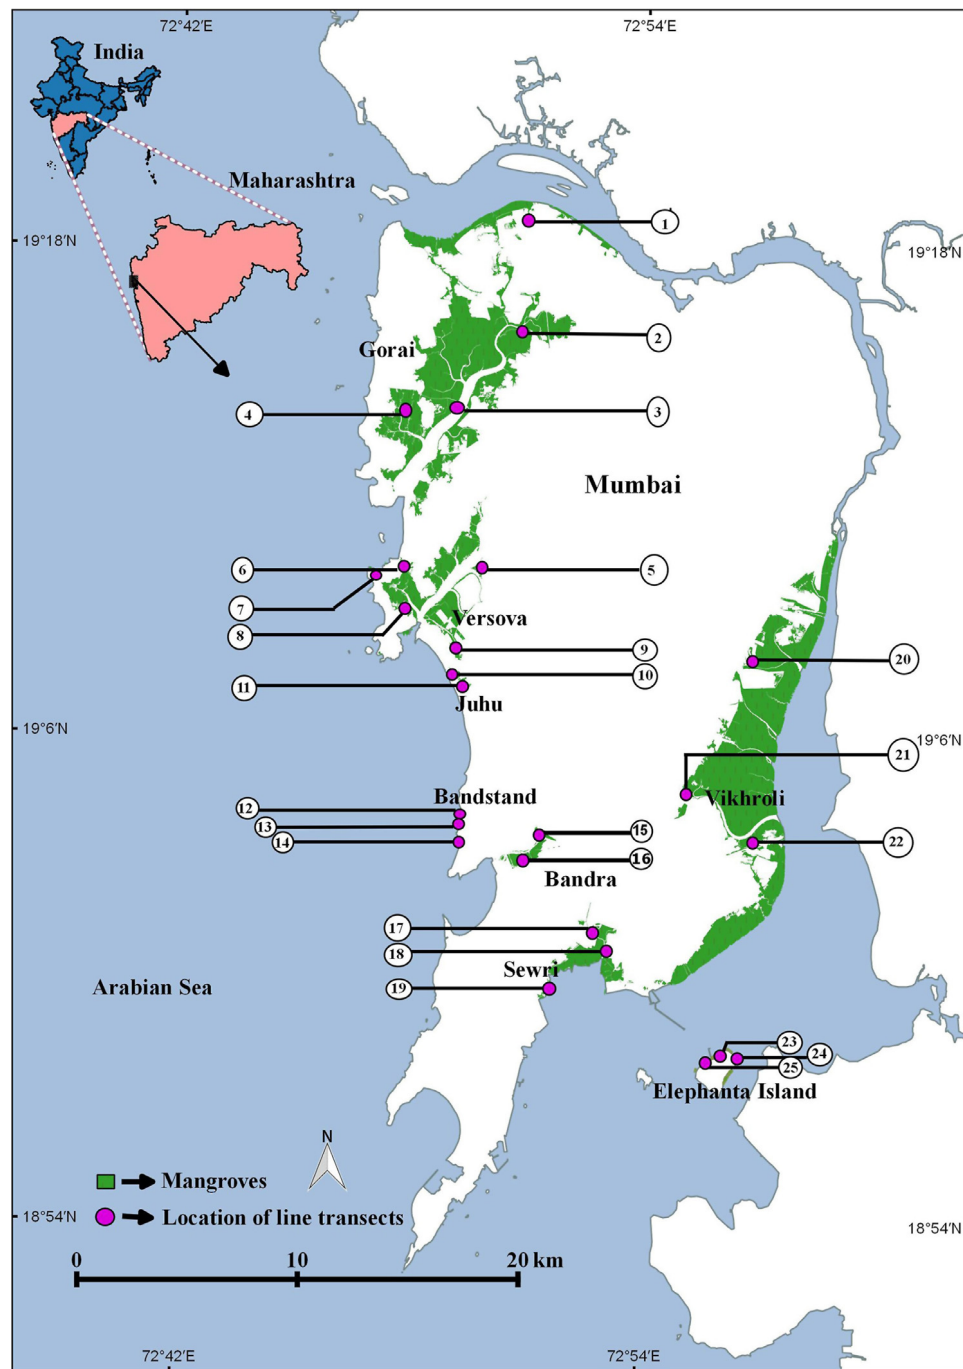 72°42′E
72°54′E
India
Maharashtra
19°18′N
19°18′N
1
2
Gorai
3
4
Mumbai
5
6
7
8
Versova
9
10
11
Juhu
20
19°6′N
19°6′N
21
Vikhroli
Bandstand
12
13
14
15
16
22
Bandra
17
18
Sewri
19
Arabian Sea
23
24
25
Elephanta Island
N
Mangroves
Location of line transects
18°54′N
18°54′N
0 10 20 km
72°42′E
72°54′E